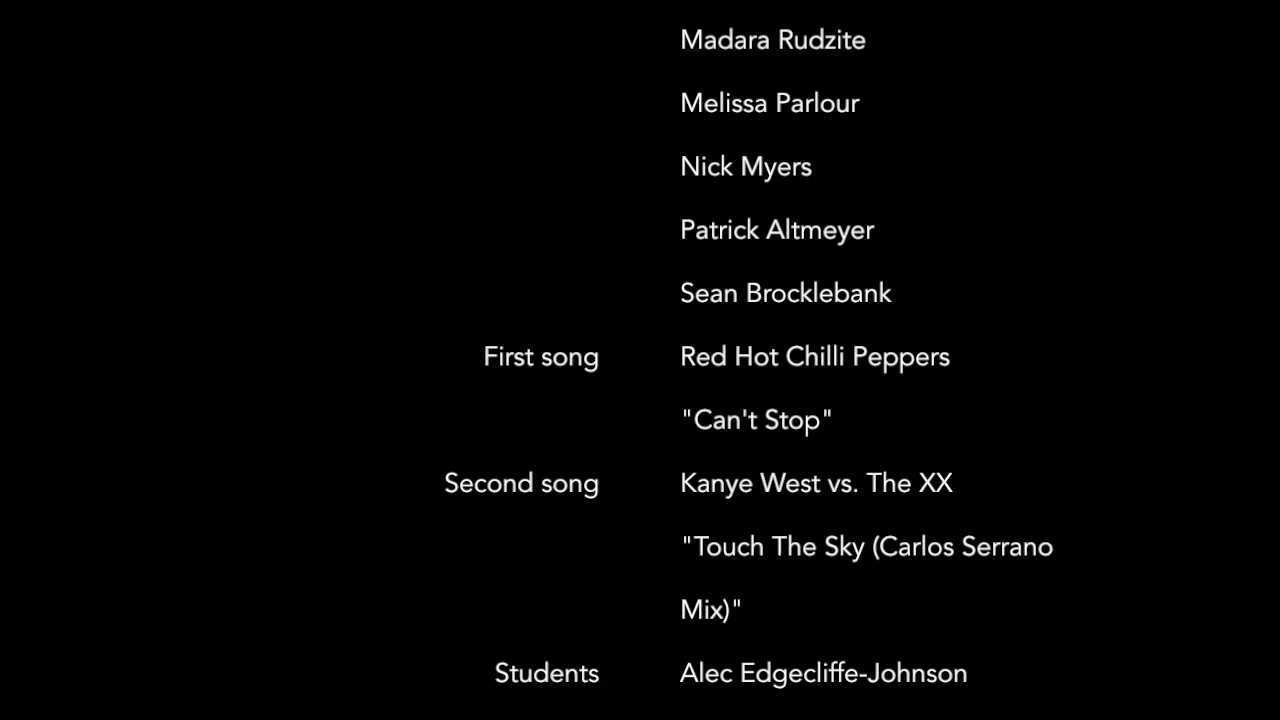 Madara Rudzite
Melissa Parlour
Nick Myers
Patrick Altmeyer
Sean Brocklebank
First song Red Hot Chilli Peppers
"Can't Stop"
Second song Kanye West vs. The XX
"Touch The Sky (Carlos Serrano
Mix)"
Students Alec Edgecliffe-Johnson